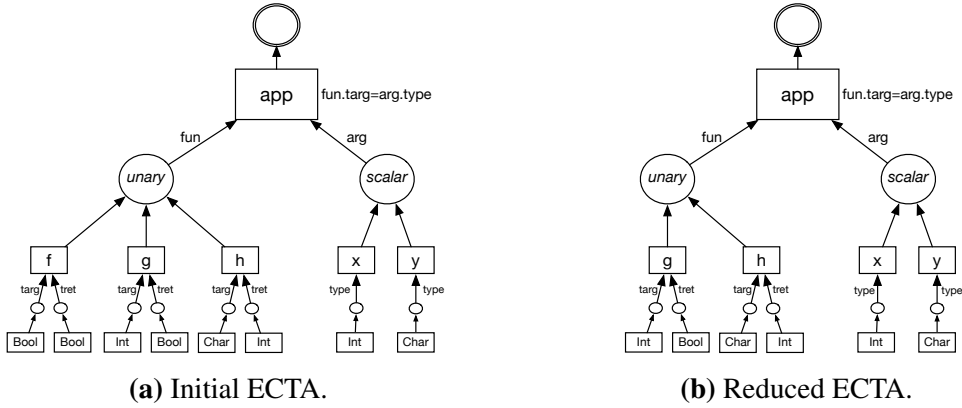 app
fun.targ=arg.type
fun
arg
unary
scalar
f
g
h
x
y
targ
tret
targ
tret
targ
tret
type
type
Bool
Bool
Int
Bool
Char
Int
Int
Char
(a) Initial ECTA.
app
fun.targ=arg.type
fun
arg
unary
scalar
g
h
x
y
targ
tret
targ
tret
type
type
Int
Bool
Char
Int
Int
Char
(b) Reduced ECTA.